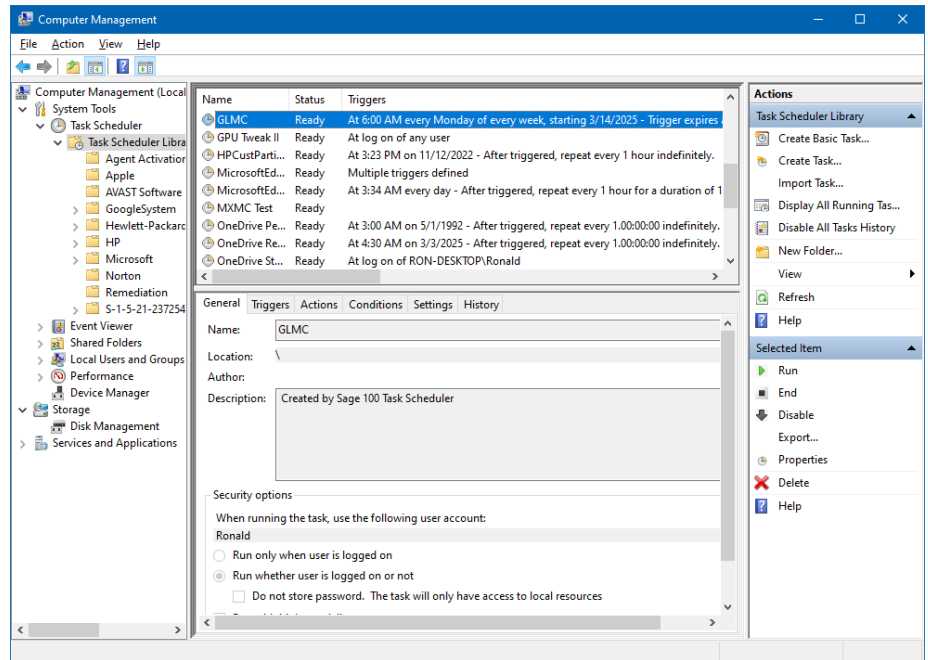 Computer Management
File Action View Help
Computer Management (Local
System Tools
Task Scheduler
Task Scheduler Libra
Agent Activation
Apple
AVAST Software
GoogleSystem
Hewlett-Packard
HP
Microsoft
Norton
Remediation
S-1-5-21-237254
Event Viewer
Shared Folders
Local Users and Groups
Performance
Device Manager
Storage
Disk Management
Services and Applications
Name Status Triggers
GLMC Ready At 6:00 AM every Monday of every week, starting 3/14/2025 - Trigger expires
GPU Tweak II Ready At log on of any user
HPCustParti... Ready At 3:23 PM on 11/12/2022 - After triggered, repeat every 1 hour indefinitely.
MicrosoftEd... Ready Multiple triggers defined
MicrosoftEd... Ready At 3:34 AM every day - After triggered, repeat every 1 hour for a duration of 1
MXMC Test Ready
OneDrive Pe... Ready At 3:00 AM on 5/1/1992 - After triggered, repeat every 1.00:00:00 indefinitely.
OneDrive Re... Ready At 4:30 AM on 3/3/2025 - After triggered, repeat every 1.00:00:00 indefinitely.
OneDrive St... Ready At log on of RON-DESKTOP\Ronald
General Triggers Actions Conditions Settings History
Name: GLMC
Location: \
Author:
Description: Created by Sage 100 Task Scheduler
Security options
When running the task, use the following user account:
Ronald
Run only when user is logged on
Run whether user is logged on or not
Do not store password. The task will only have access to local resources
Actions
Task Scheduler Library
Create Basic Task...
Create Task...
Import Task...
Display All Running Tas...
Disable All Tasks History
New Folder...
View
Refresh
Help
Selected Item
Run
End
Disable
Export...
Properties
Delete
Help